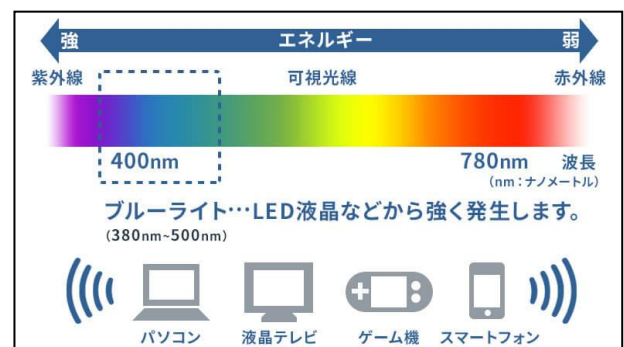 強 エネルギー 弱
紫外線 可視光線 赤外線
400nm 780nm 波長
(nm:ナノメートル)
ブルーライト…LED液晶などから強く発生します。
(380nm~500nm)
パソコン 液晶テレビ ゲーム機 スマートフォン